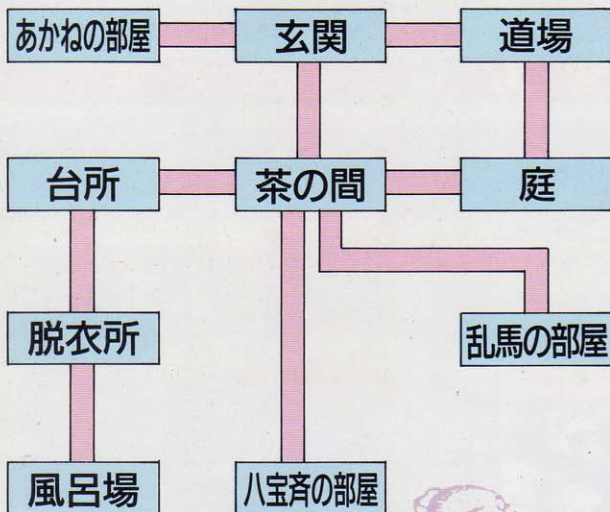 あかねの部屋
玄関
道場
台所
茶の間
庭
脱衣所
乱馬の部屋
風呂場
八宝斉の部屋